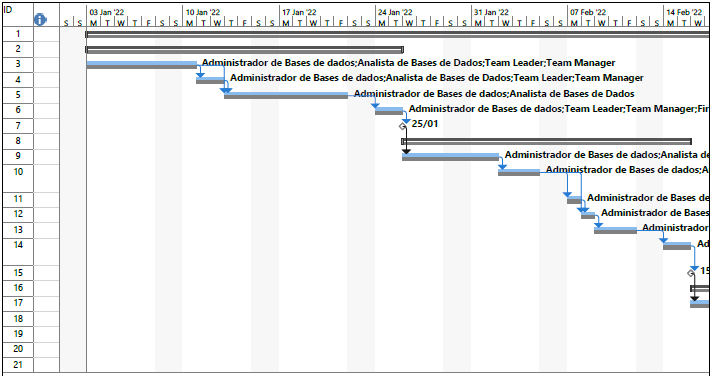 ID
03 Jan '22 10 Jan '22 17 Jan '22 24 Jan '22 31 Jan '22 07 Feb '22 14 Feb '22
S S M T W T F S S M T W T F S S M T W T F S S M T W T F S S M T W T F S S M T W T F S S M T W
1
2
3 Administrador de Bases de dados;Analista de Bases de Dados;Team Leader;Team Manager
4 Administrador de Bases de dados;Analista de Bases de Dados;Team Leader;Team Manager
5 Administrador de Bases de dados;Analista de Bases de Dados
6 Administrador de Bases de dados;Team Leader;Team Manager;Fir
7 25/01
8
9 Administrador de Bases de dados;Analista de
10 Administrador de Bases de dados;A
11 Administrador de Bases de
12 Administrador de Bases
13 Administrador d
14 Ad
15 15
16
17
18
19
20
21